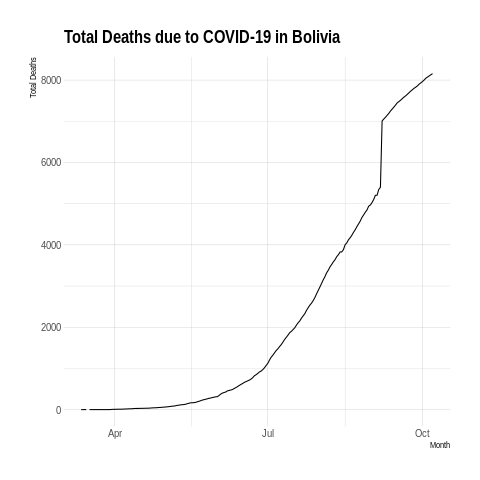 Total Deaths due to COVID-19 in Bolivia
Total Deaths
8000
6000
4000
2000
0
Apr
Jul
Oct
Month